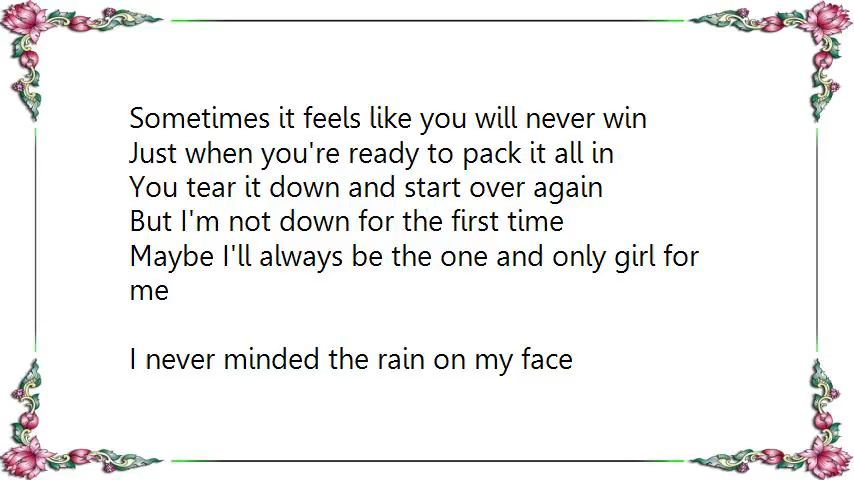 Sometimes it feels like you will never win
Just when you're ready to pack it all in
You tear it down and start over again
But I'm not down for the first time
Maybe I'll always be the one and only girl for
me
I never minded the rain on my face